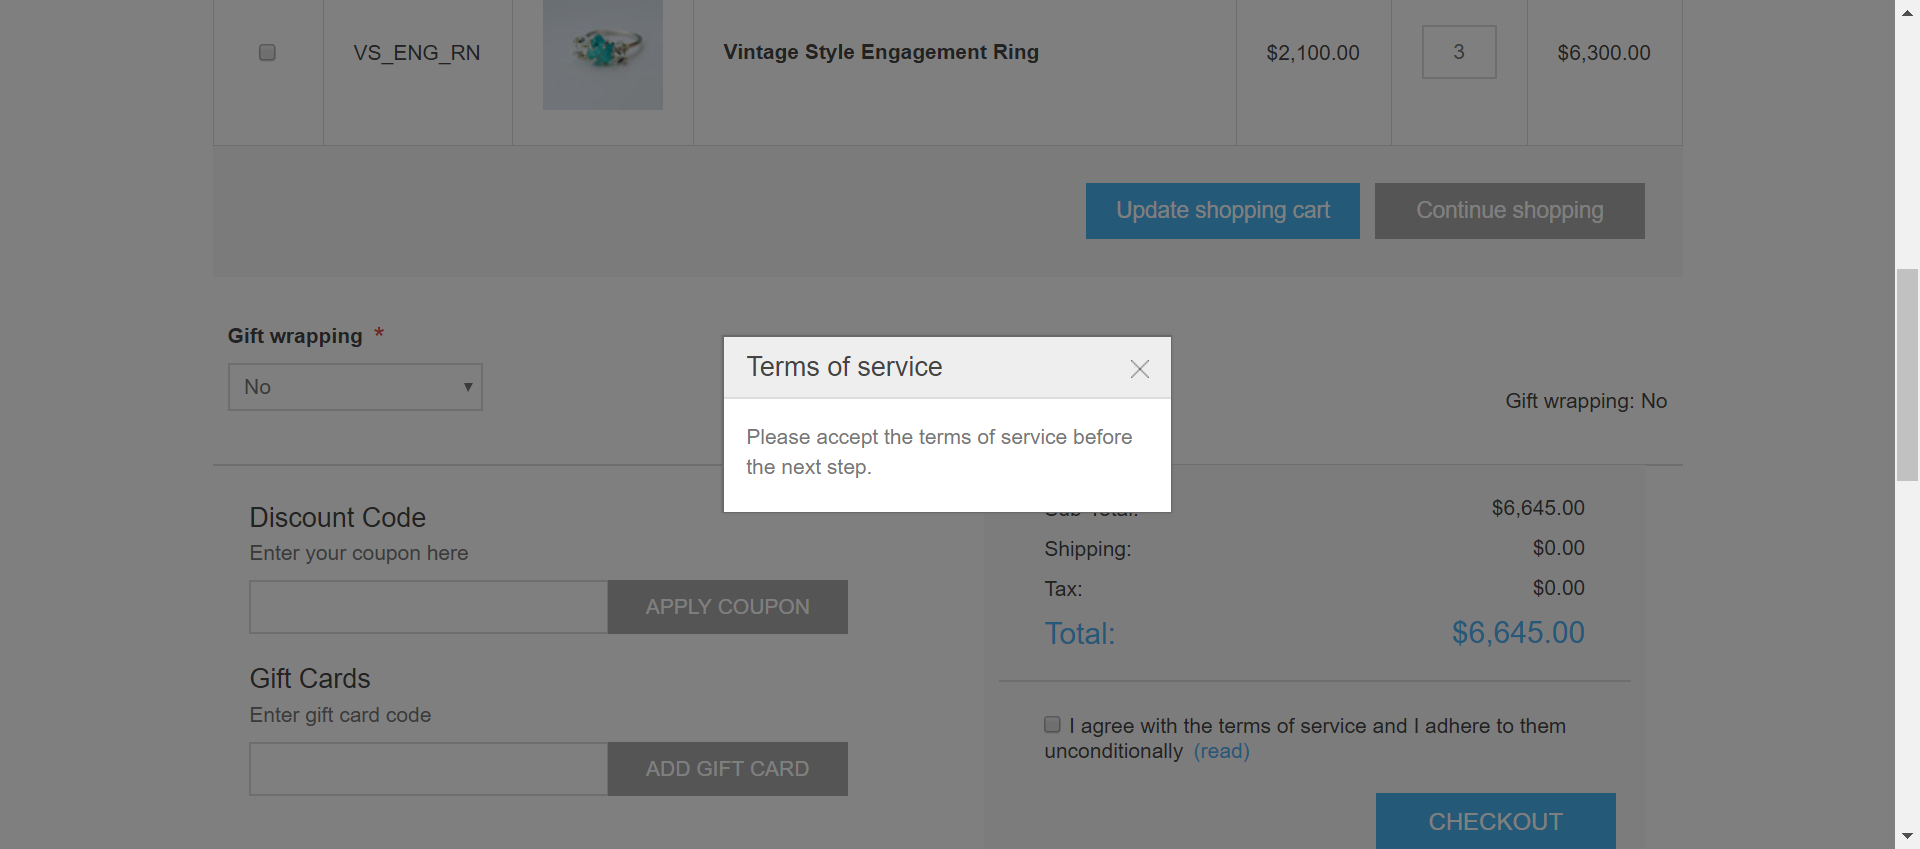 VS_ENG_RN Vintage Style Engagement Ring $2,100.00 3 $6,300.00
Update shopping cart Continue shopping
Gift wrapping *
No
Gift wrapping: No
Terms of service
Please accept the terms of service before
the next step.
Discount Code
Enter your coupon here
APPLY COUPON
Gift Cards
Enter gift card code
ADD GIFT CARD
Sub-Total: $6,645.00
Shipping: $0.00
Tax: $0.00
Total: $6,645.00
I agree with the terms of service and I adhere to them
unconditionally (read)
CHECKOUT